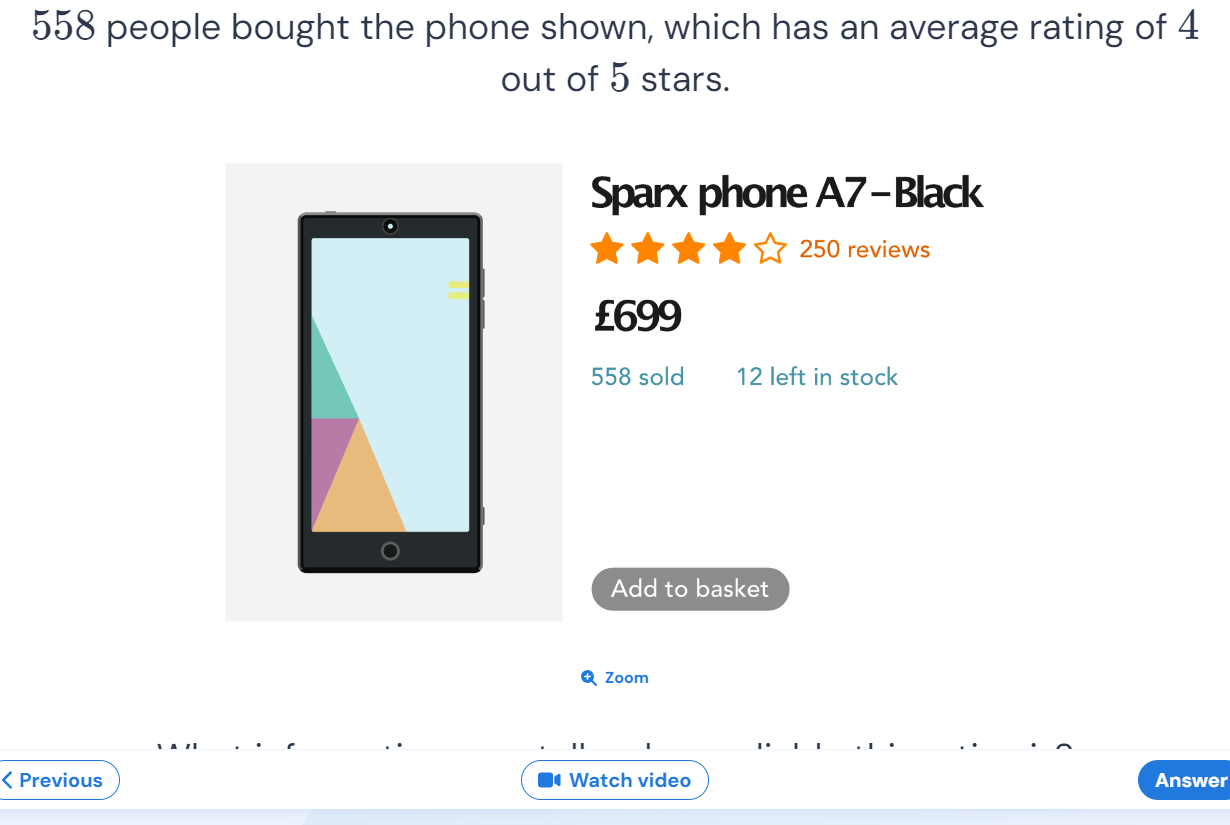 558 people bought the phone shown, which has an average rating of 4
out of 5 stars.
Sparx phone A7–Black
250 reviews
£699
558 sold 12 left in stock
Add to basket
Zoom
Previous
Watch video
Answer